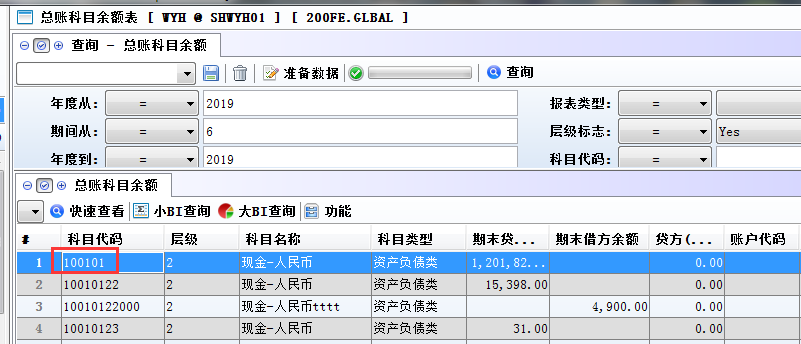 总账科目余额表 [ WYH @ SHWYH01 ] [ 200FE.GLBAL ]
查询 - 总账科目余额
准备数据 查询
年度从: = 2019 报表类型: =
期间从: = 6 层级标志: = Yes
年度到: = 2019 科目代码: =
总账科目余额
快速查看 小BI查询 大BI查询 功能
# 科目代码 层级 科目名称 科目类型 期末贷... 期末借方余额 贷方(... 账户代码
1 100101 2 现金-人民币 资产负债类 1,201,82... 0.00
2 10010122 2 现金-人民币 资产负债类 15,398.00 0.00
3 10010122000 2 现金-人民币tttt 资产负债类 4,900.00 0.00
4 10010123 2 现金-人民币 资产负债类 31.00 0.00